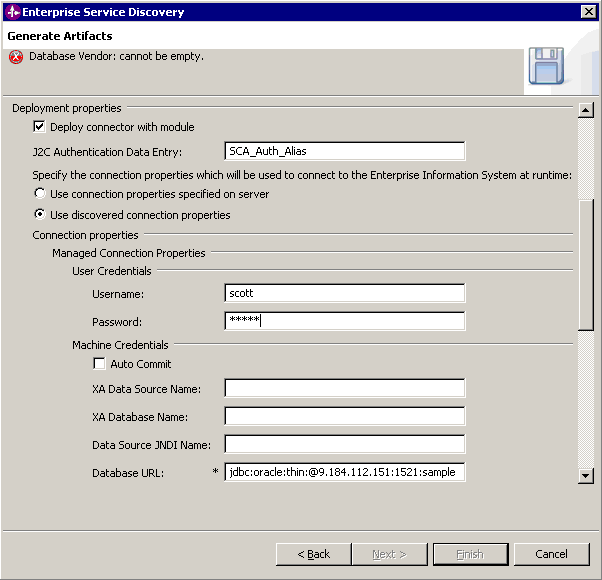 Enterprise Service Discovery
Generate Artifacts
Database Vendor: cannot be empty.
Deployment properties
Deploy connector with module
J2C Authentication Data Entry: SCA_Auth_Alias
Specify the connection properties which will be used to connect to the Enterprise Information System at runtime:
Use connection properties specified on server
Use discovered connection properties
Connection properties
Managed Connection Properties
User Credentials
Username: scott
Password: *****
Machine Credentials
Auto Commit
XA Data Source Name:
XA Database Name:
Data Source JNDI Name:
Database URL: * jdbc:oracle:thin:@9.184.112.151:1521:sample
< Back Next > Finish Cancel